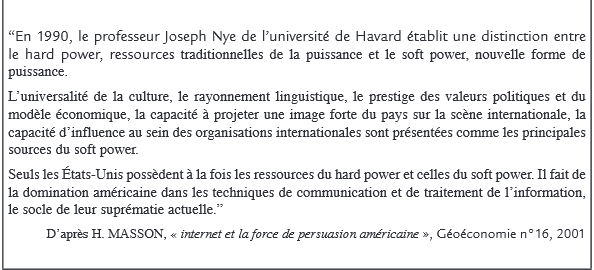 “En 1990, le professeur Joseph Nye de l’université de Havard établit une distinction entre
le hard power, ressources traditionnelles de la puissance et le soft power, nouvelle forme de
puissance.
L’universalité de la culture, le rayonnement linguistique, le prestige des valeurs politiques et du
modèle économique, la capacité à projeter une image forte du pays sur la scène internationale, la
capacité d’influence au sein des organisations internationales sont présentées comme les principales
sources du soft power.
Seuls les États-Unis possèdent à la fois les ressources du hard power et celles du soft power. Il fait de
la domination américaine dans les techniques de communication et de traitement de l’information,
le socle de leur suprématie actuelle.”
D’après H. MASSON, « internet et la force de persuasion américaine », Géoéconomie n°16, 2001